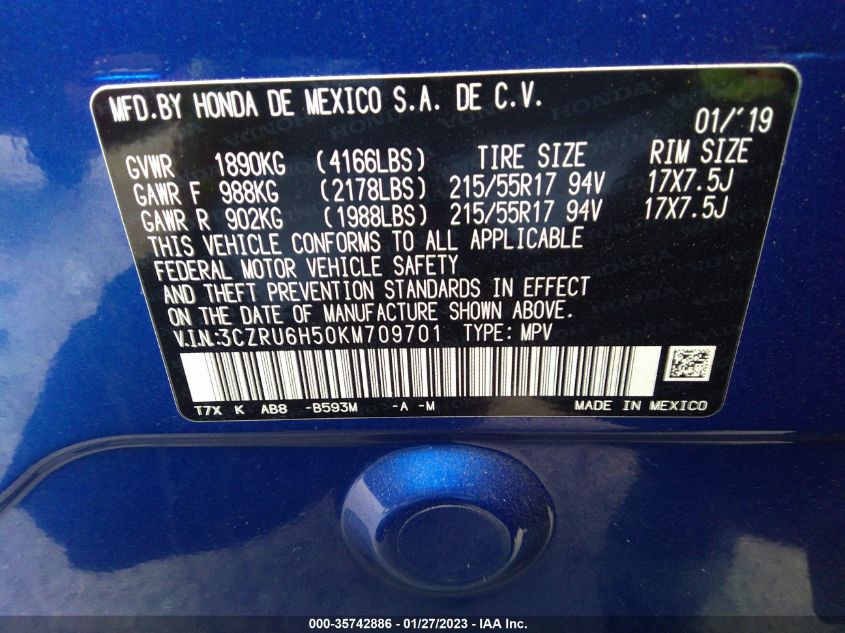 MFD.BY HONDA DE MEXICO S.A. DE C.V.
01/'19
GVWR 1890KG (4166LBS) TIRE SIZE RIM SIZE
GAWR F 988KG (2178LBS) 215/55R17 94V 17X7.5J
GAWR R 902KG (1988LBS) 215/55R17 94V 17X7.5J
THIS VEHICLE CONFORMS TO ALL APPLICABLE
FEDERAL MOTOR VEHICLE SAFETY
AND THEFT PREVENTION STANDARDS IN EFFECT
ON THE DATE OF MANUFACTURE SHOWN ABOVE.
V.I.N:3CZRU6H50KM709701 TYPE: MPV
T7X K AB8 -B593M -A -M MADE IN MEXICO
000-35742886 - 01/27/2023 - IAA Inc.